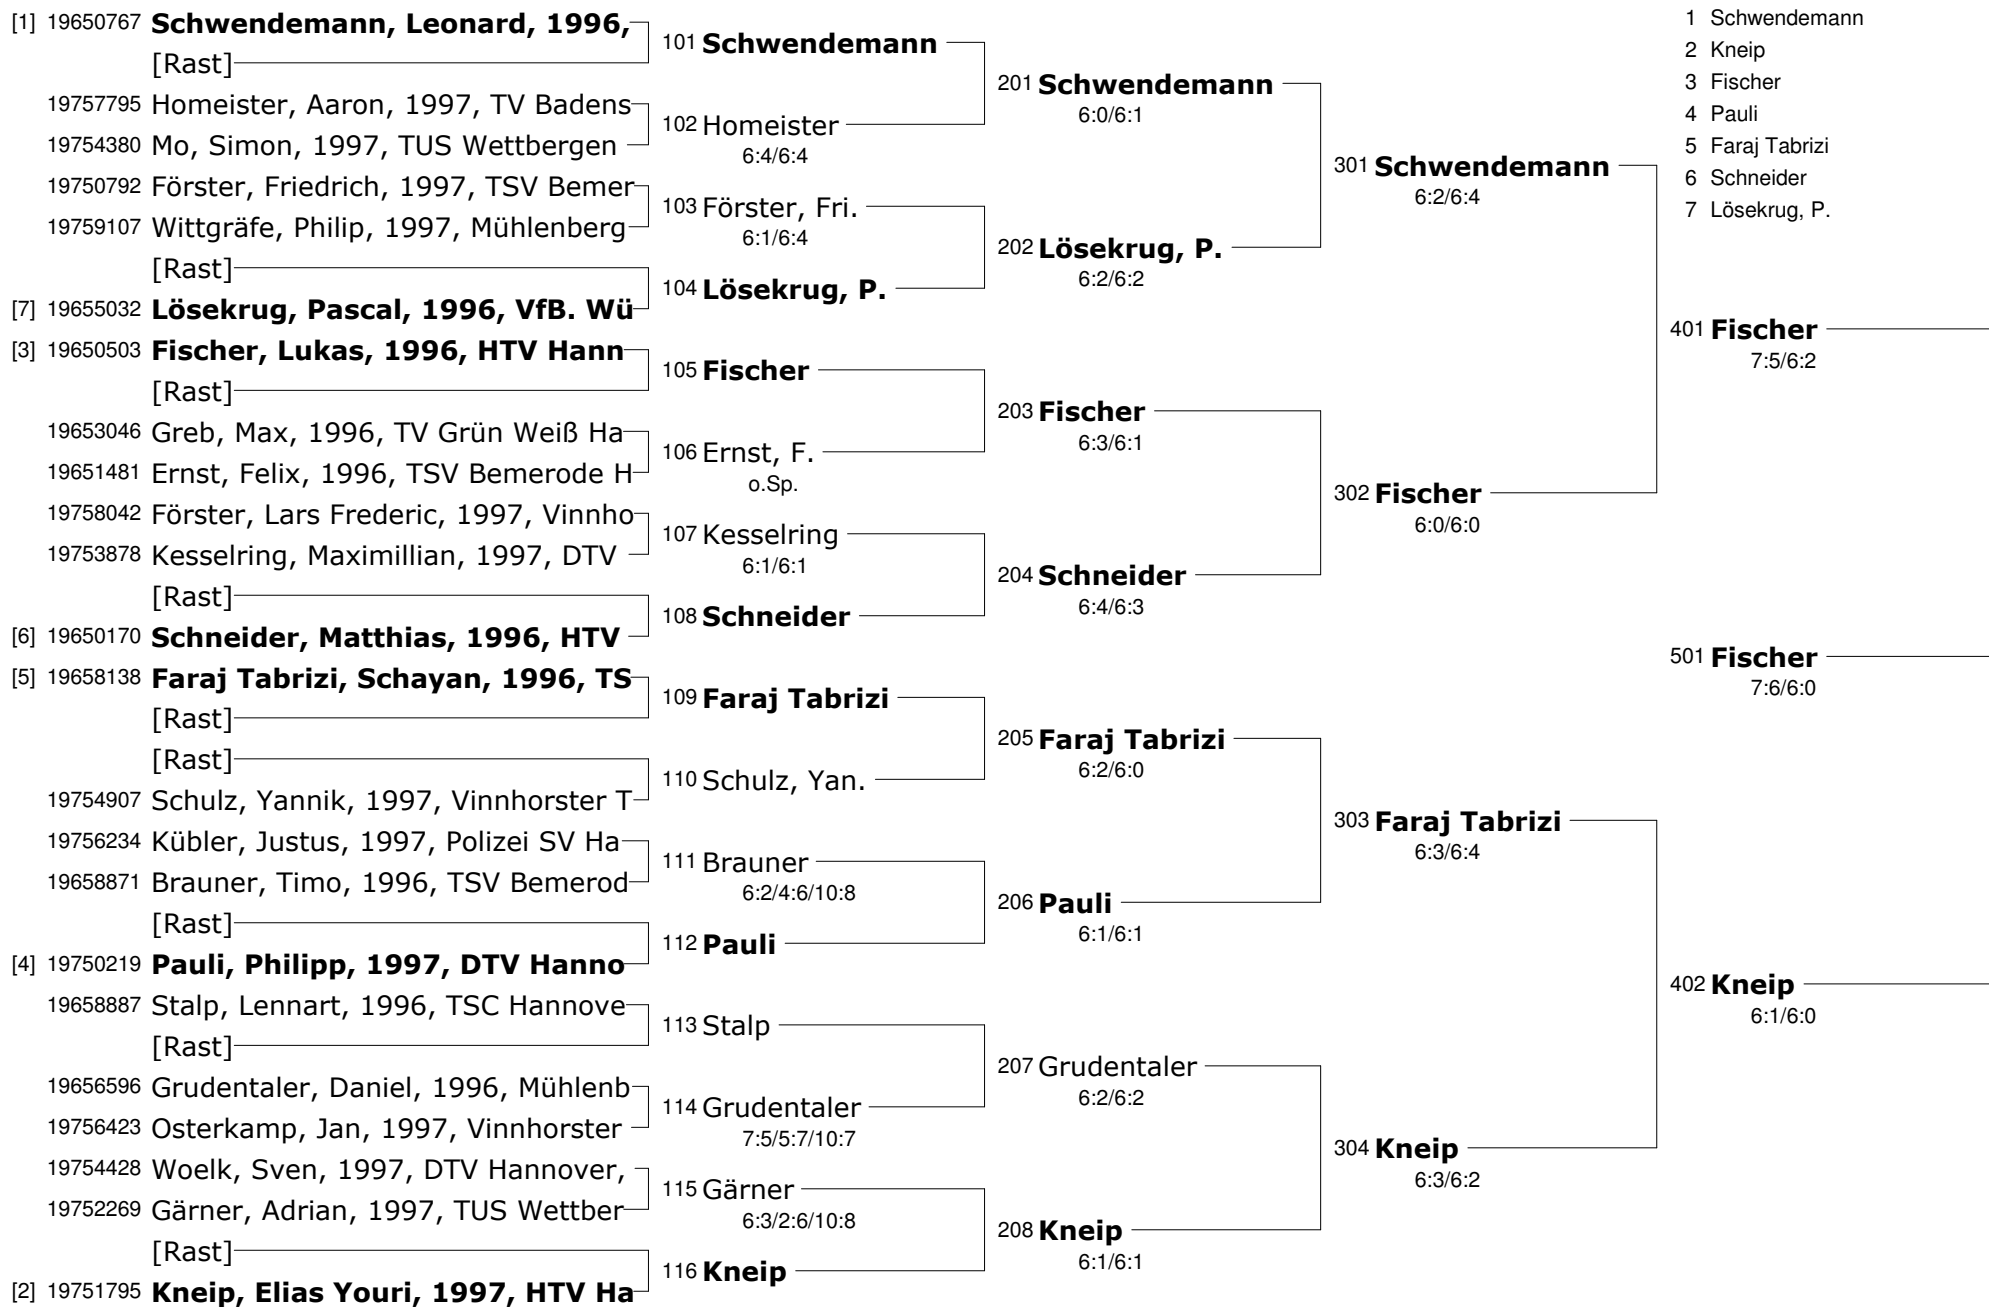 [1] 19650767 Schwendemann, Leonard, 1996,
[Rast]
19757795 Homeister, Aaron, 1997, TV Badens
19754380 Mo, Simon, 1997, TUS Wettbergen
19750792 Förster, Friedrich, 1997, TSV Bemer
19759107 Wittgräfe, Philip, 1997, Mühlenberg
[Rast]
[7] 19655032 Lösekrug, Pascal, 1996, VfB. Wü
[3] 19650503 Fischer, Lukas, 1996, HTV Hann
[Rast]
19653046 Greb, Max, 1996, TV Grün Weiß Ha
19651481 Ernst, Felix, 1996, TSV Bemerode H
19758042 Förster, Lars Frederic, 1997, Vinnho
19753878 Kesselring, Maximillian, 1997, DTV
[Rast]
[6] 19650170 Schneider, Matthias, 1996, HTV
[5] 19658138 Faraj Tabrizi, Schayan, 1996, TS
[Rast]
[Rast]
19754907 Schulz, Yannik, 1997, Vinnhorster T
19756234 Kübler, Justus, 1997, Polizei SV Ha
19658871 Brauner, Timo, 1996, TSV Bemerod
[Rast]
[4] 19750219 Pauli, Philipp, 1997, DTV Hanno
19658887 Stalp, Lennart, 1996, TSC Hannove
[Rast]
19656596 Grudentaler, Daniel, 1996, Mühlenb
19756423 Osterkamp, Jan, 1997, Vinnhorster
19754428 Woelk, Sven, 1997, DTV Hannover,
19752269 Gärner, Adrian, 1997, TUS Wettber
[Rast]
[2] 19751795 Kneip, Elias Youri, 1997, HTV Ha
101 Schwendemann
102 Homeister
6:4/6:4
103 Förster, Fri.
6:1/6:4
104 Lösekrug, P.
105 Fischer
106 Ernst, F.
o.Sp.
107 Kesselring
6:1/6:1
108 Schneider
109 Faraj Tabrizi
110 Schulz, Yan.
111 Brauner
6:2/4:6/10:8
112 Pauli
113 Stalp
114 Grudentaler
7:5/5:7/10:7
115 Gärner
6:3/2:6/10:8
116 Kneip
201 Schwendemann
6:0/6:1
202 Lösekrug, P.
6:2/6:2
203 Fischer
6:3/6:1
204 Schneider
6:4/6:3
205 Faraj Tabrizi
6:2/6:0
206 Pauli
6:1/6:1
207 Grudentaler
6:2/6:2
208 Kneip
6:1/6:1
301 Schwendemann
6:2/6:4
302 Fischer
6:0/6:0
303 Faraj Tabrizi
6:3/6:4
304 Kneip
6:3/6:2
1 Schwendemann
2 Kneip
3 Fischer
4 Pauli
5 Faraj Tabrizi
6 Schneider
7 Lösekrug, P.
401 Fischer
7:5/6:2
501 Fischer
7:6/6:0
402 Kneip
6:1/6:0